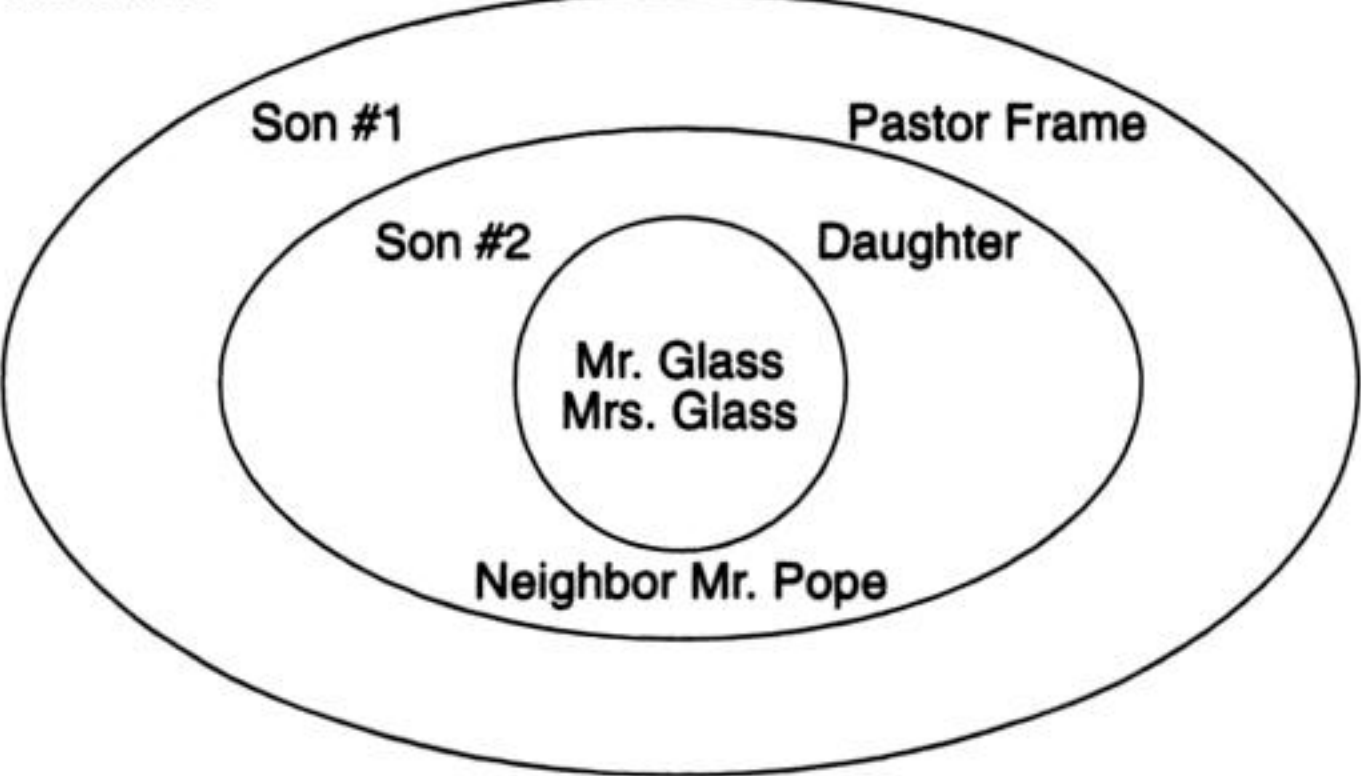 Son #1
Pastor Frame
Son #2
Daughter
Mr. Glass
Mrs. Glass
Neighbor Mr. Pope